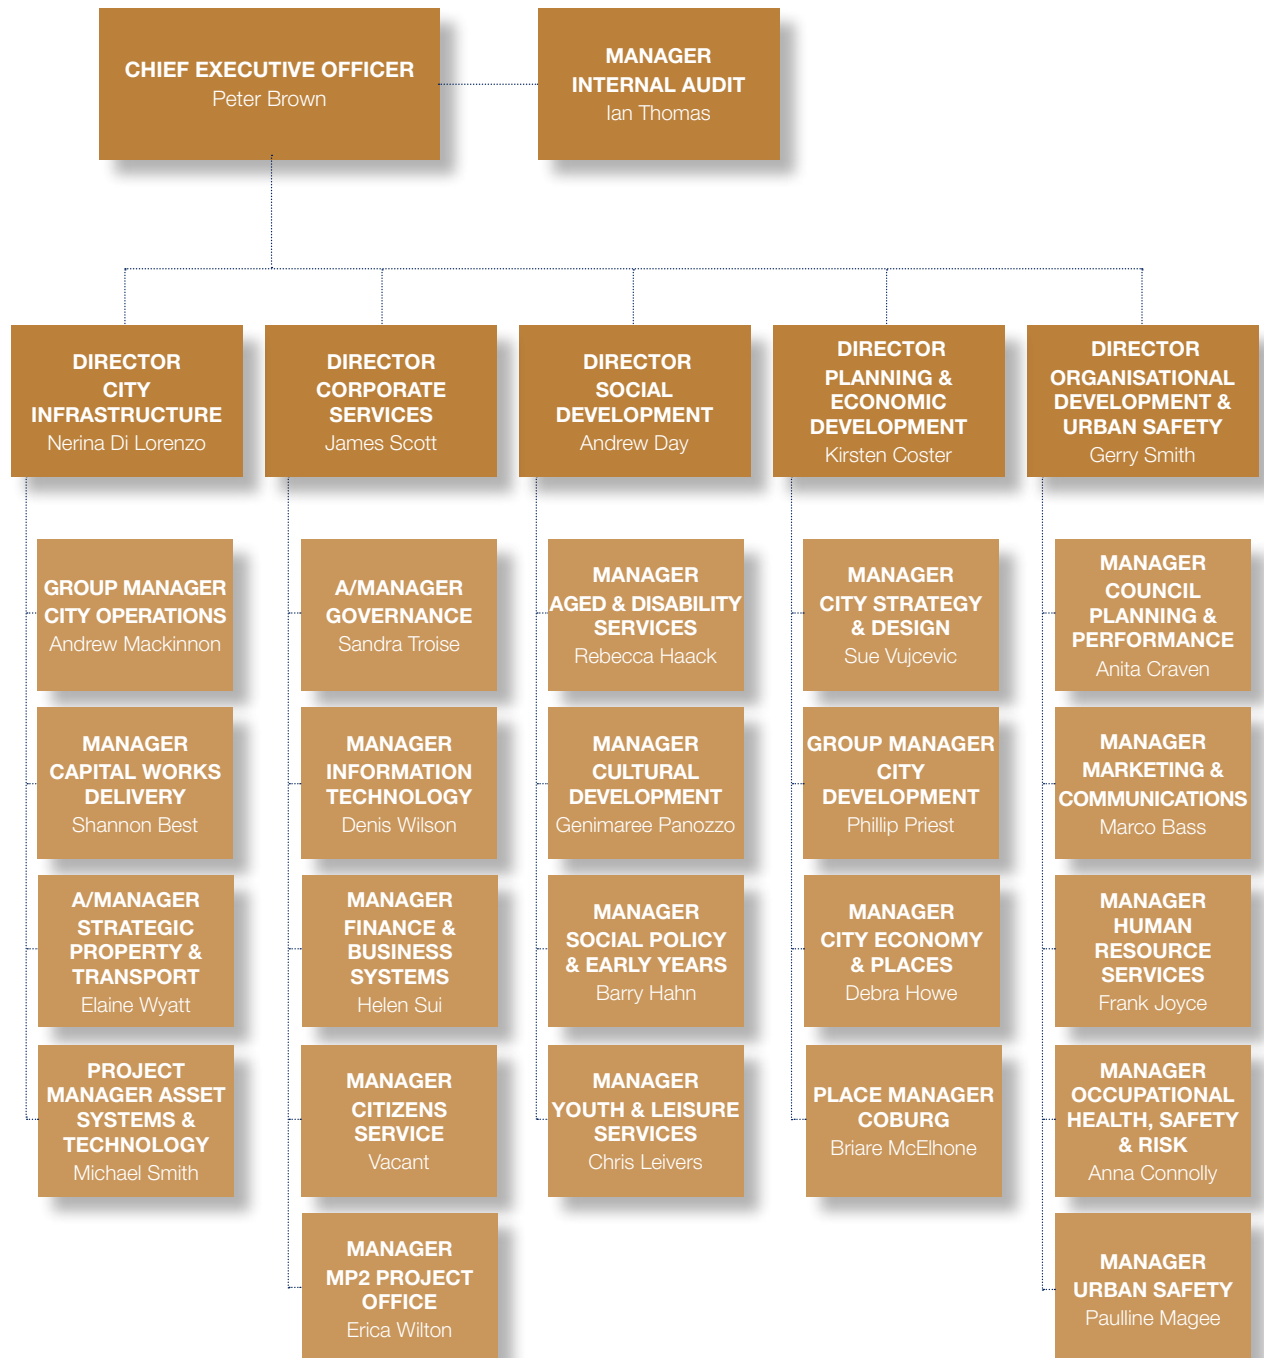 CHIEF EXECUTIVE OFFICER
Peter Brown
MANAGER
INTERNAL AUDIT
Ian Thomas
DIRECTOR
CITY
INFRASTRUCTURE
Nerina Di Lorenzo
DIRECTOR
CORPORATE
SERVICES
James Scott
DIRECTOR
SOCIAL
DEVELOPMENT
Andrew Day
DIRECTOR
PLANNING &
ECONOMIC
DEVELOPMENT
Kirsten Coster
DIRECTOR
ORGANISATIONAL
DEVELOPMENT &
URBAN SAFETY
Gerry Smith
GROUP MANAGER
CITY OPERATIONS
Andrew Mackinnon
MANAGER
CAPITAL WORKS
DELIVERY
Shannon Best
A/MANAGER
STRATEGIC
PROPERTY &
TRANSPORT
Elaine Wyatt
PROJECT
MANAGER ASSET
SYSTEMS &
TECHNOLOGY
Michael Smith
A/MANAGER
GOVERNANCE
Sandra Troise
MANAGER
INFORMATION
TECHNOLOGY
Denis Wilson
MANAGER
FINANCE &
BUSINESS
SYSTEMS
Helen Sui
MANAGER
CITIZENS
SERVICE
Vacant
MANAGER
MP2 PROJECT
OFFICE
Erica Wilton
MANAGER
AGED & DISABILITY
SERVICES
Rebecca Haack
MANAGER
CULTURAL
DEVELOPMENT
Genimaree Panozzo
MANAGER
SOCIAL POLICY
& EARLY YEARS
Barry Hahn
MANAGER
YOUTH & LEISURE
SERVICES
Chris Leivers
MANAGER
CITY STRATEGY
& DESIGN
Sue Vujcevic
GROUP MANAGER
CITY
DEVELOPMENT
Phillip Priest
MANAGER
CITY ECONOMY
& PLACES
Debra Howe
PLACE MANAGER
COBURG
Briare McElhone
MANAGER
COUNCIL
PLANNING &
PERFORMANCE
Anita Craven
MANAGER
MARKETING &
COMMUNICATIONS
Marco Bass
MANAGER
HUMAN
RESOURCE
SERVICES
Frank Joyce
MANAGER
OCCUPATIONAL
HEALTH, SAFETY
& RISK
Anna Connolly
MANAGER
URBAN SAFETY
Paulline Magee